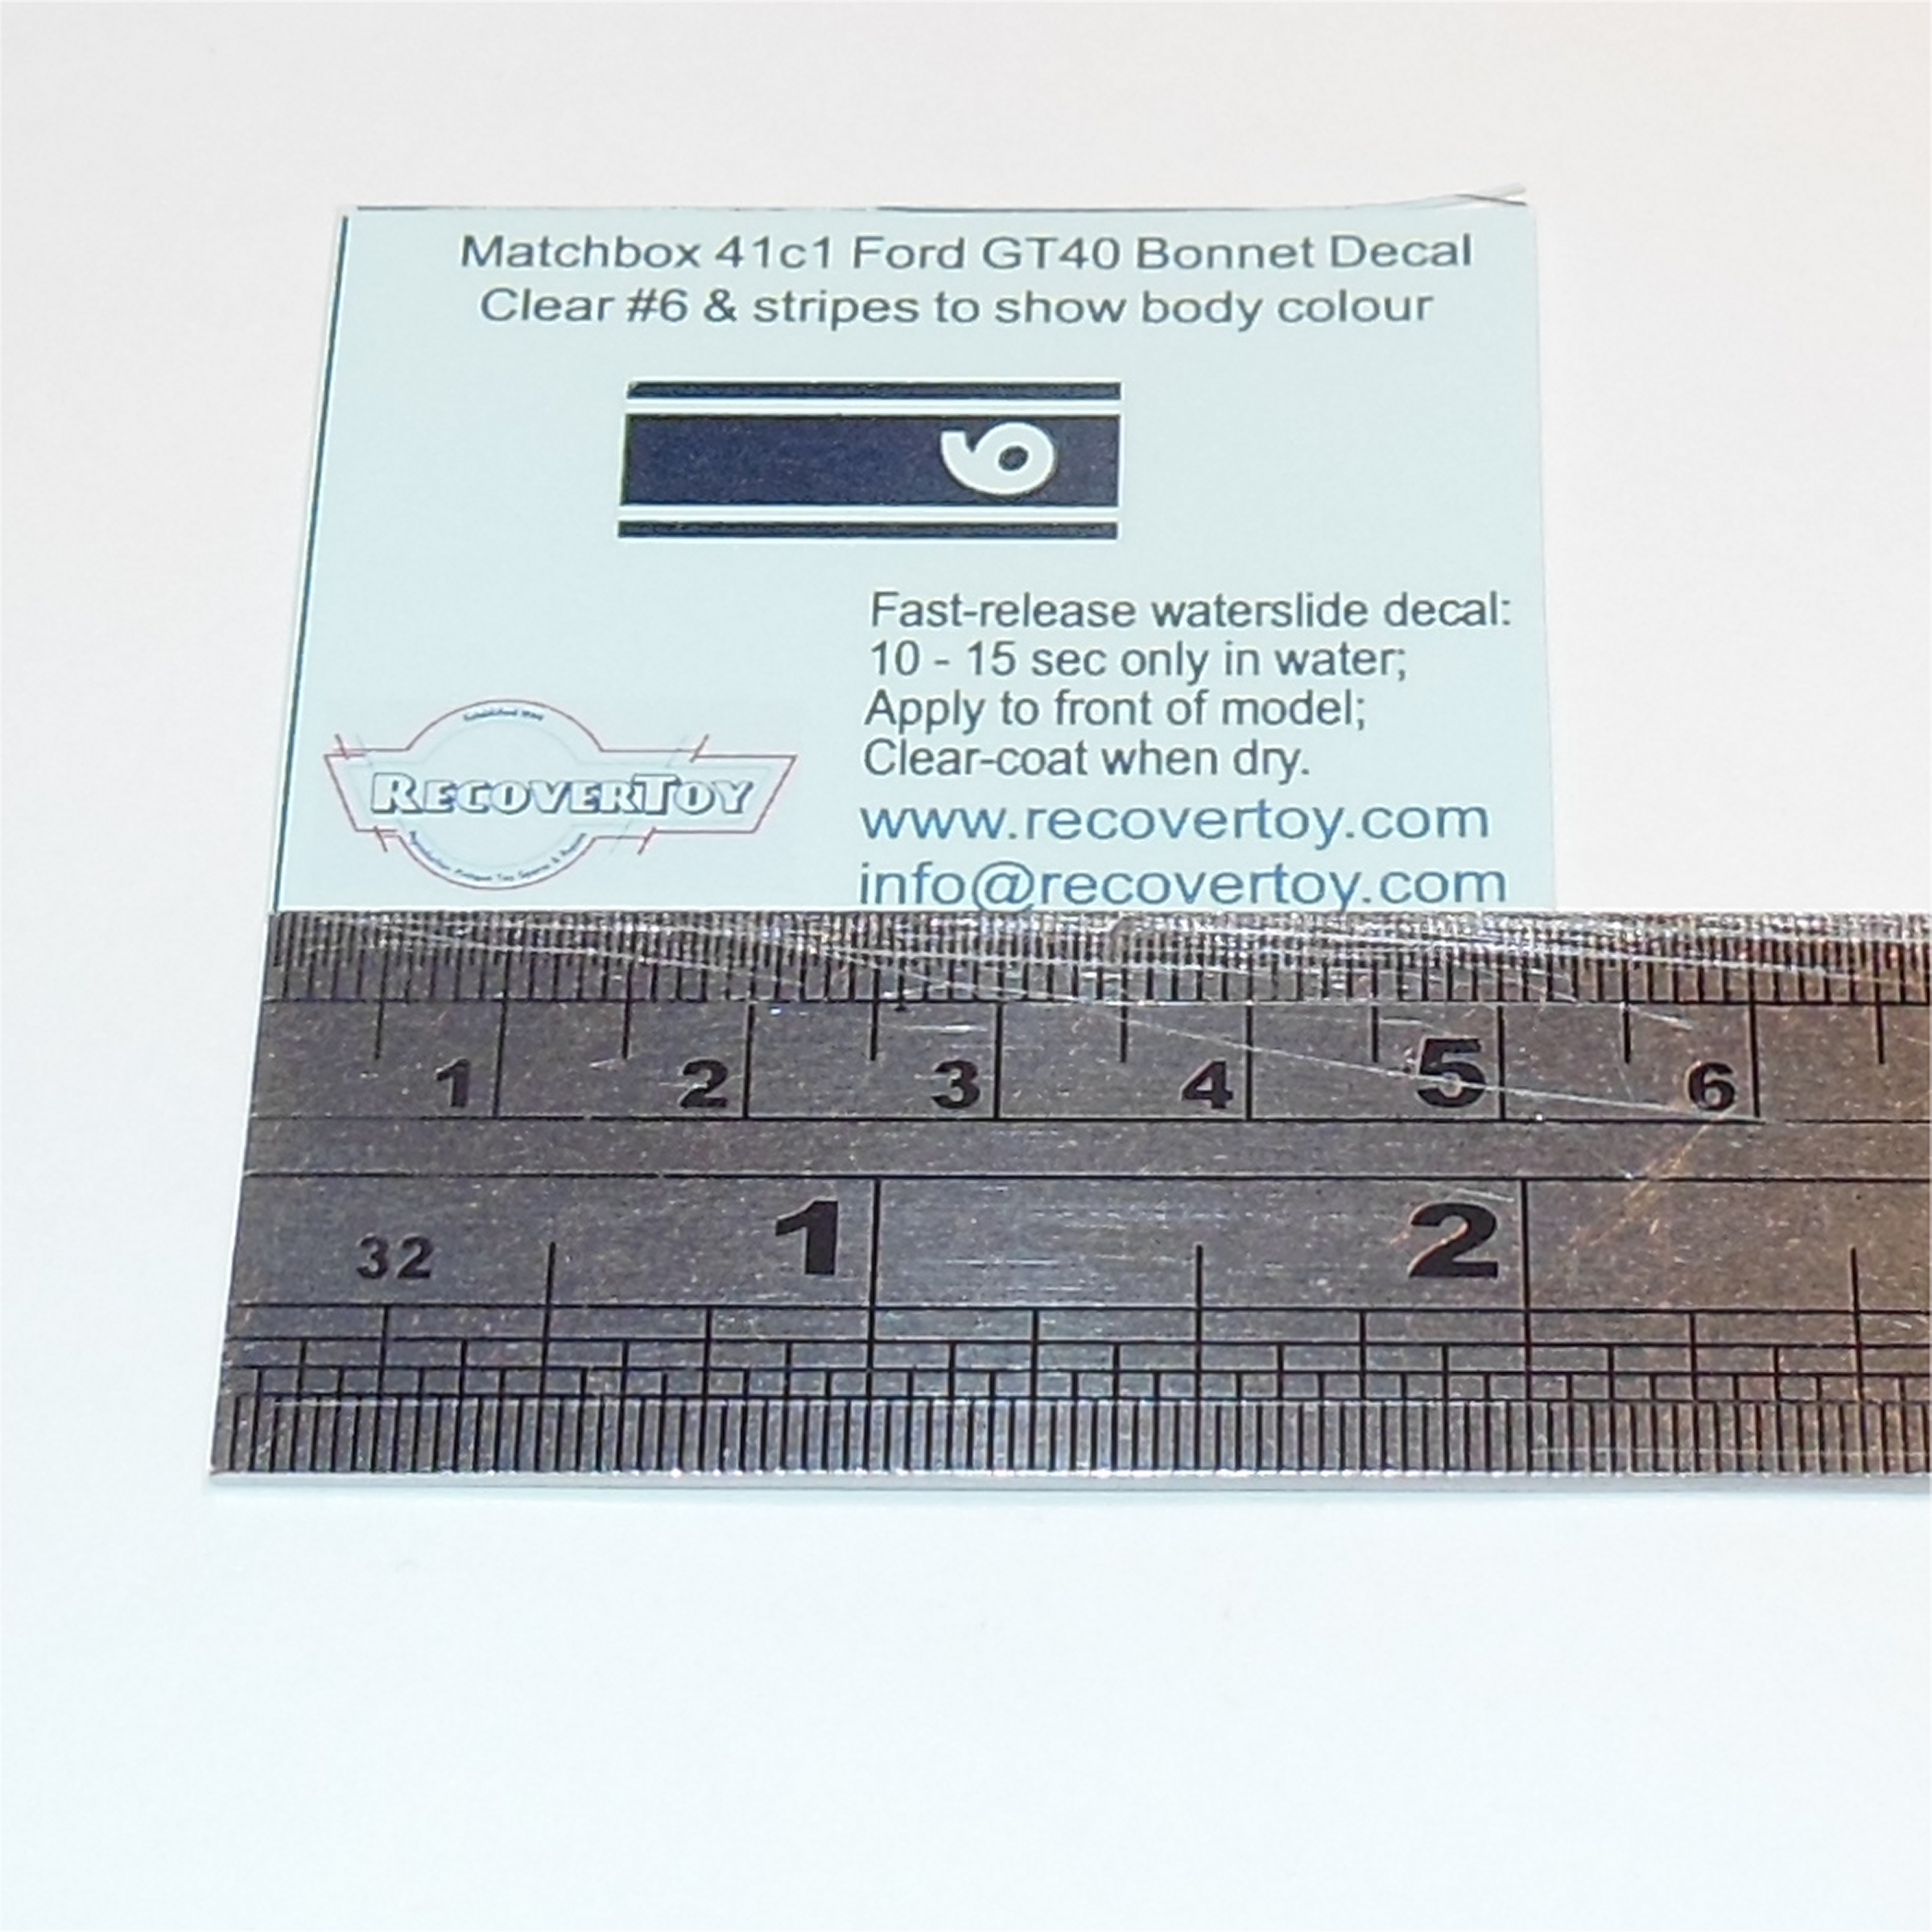 Matchbox 41c1 Ford GT40 Bonnet Decal
Clear #6 & stripes to show body colour
6
Fast-release waterslide decal:
10 - 15 sec only in water;
Apply to front of model;
Clear-coat when dry.
www.recovertoy.com
info@recovertoy.com
RECOVERTOY
1 2 3 4 5 6
1 2
32